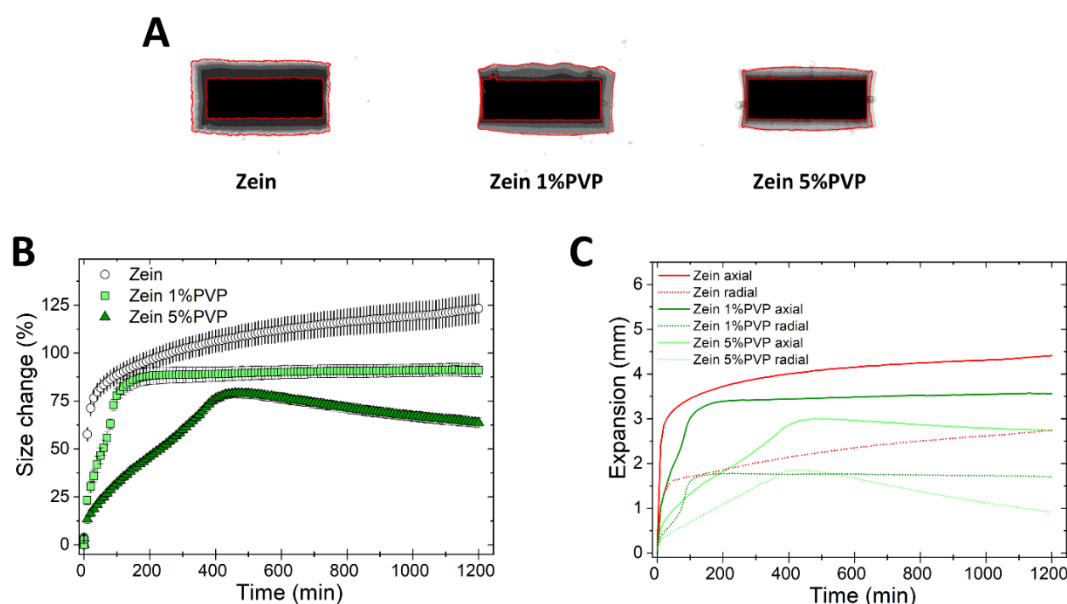 A
Zein
Zein 1%PVP
Zein 5%PVP
B
Size change (%)
125
100
75
50
25
0
0
200
400
600
800
1000
1200
Time (min)
Zein
Zein 1%PVP
Zein 5%PVP
C
Expansion (mm)
6
5
4
3
2
1
0
0
200
400
600
800
1000
1200
Time (min)
Zein axial
Zein radial
Zein 1%PVP axial
Zein 1%PVP radial
Zein 5%PVP axial
Zein 5%PVP radial